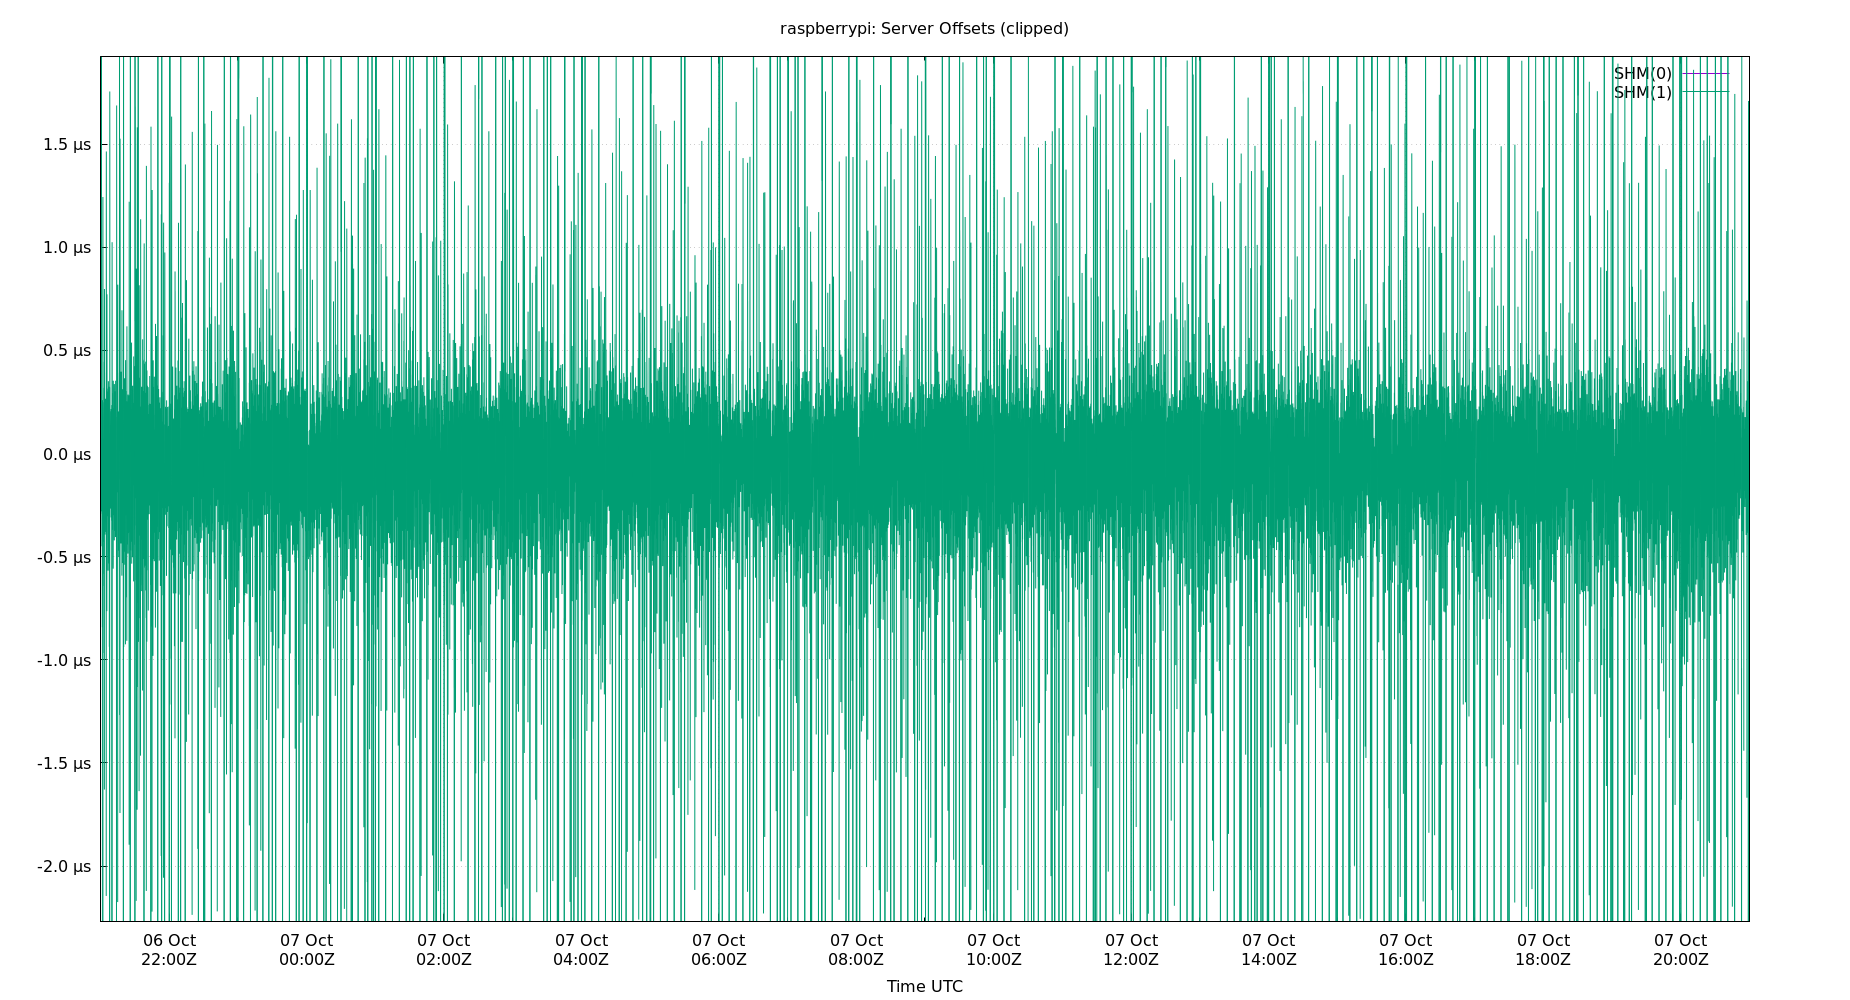 raspberrypi: Server Offsets (clipped)
SHM(0)
SHM(1)
1.5 µs
1.0 µs
0.5 µs
0.0 µs
-0.5 µs
-1.0 µs
-1.5 µs
-2.0 µs
06 Oct 07 Oct 07 Oct 07 Oct 07 Oct 07 Oct 07 Oct 07 Oct 07 Oct 07 Oct 07 Oct 07 Oct
22:00Z 00:00Z 02:00Z 04:00Z 06:00Z 08:00Z 10:00Z 12:00Z 14:00Z 16:00Z 18:00Z 20:00Z
Time UTC